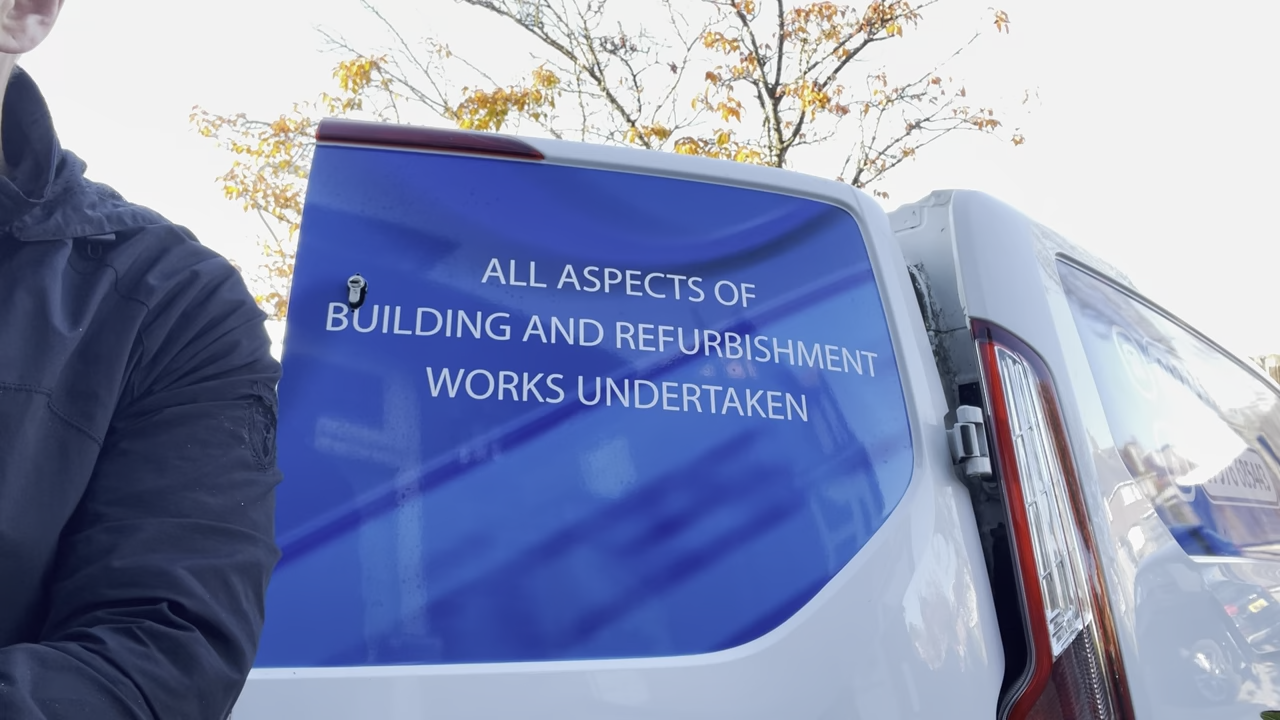 ALL ASPECTS OF
BUILDING AND REFURBISHMENT
WORKS UNDERTAKEN